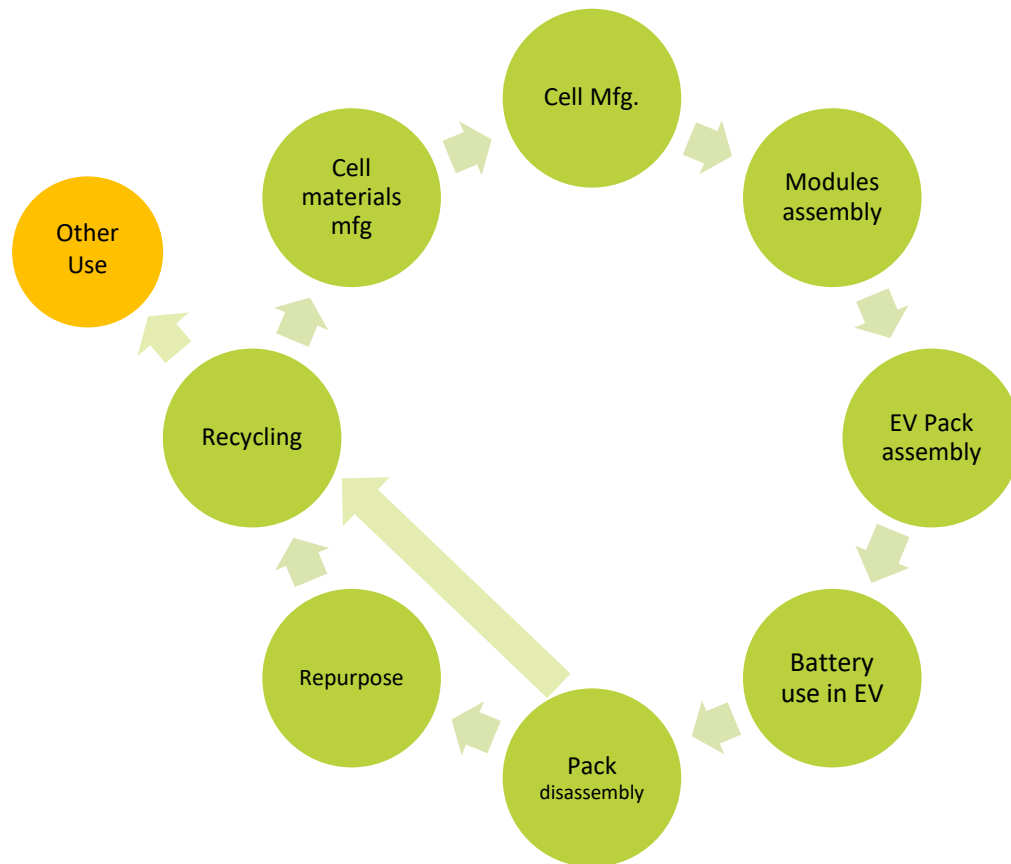 Cell Mfg.
Cell
materials
mfg
Modules
assembly
Other
Use
Recycling
EV Pack
assembly
Repurpose
Battery
use in EV
Pack
disassembly